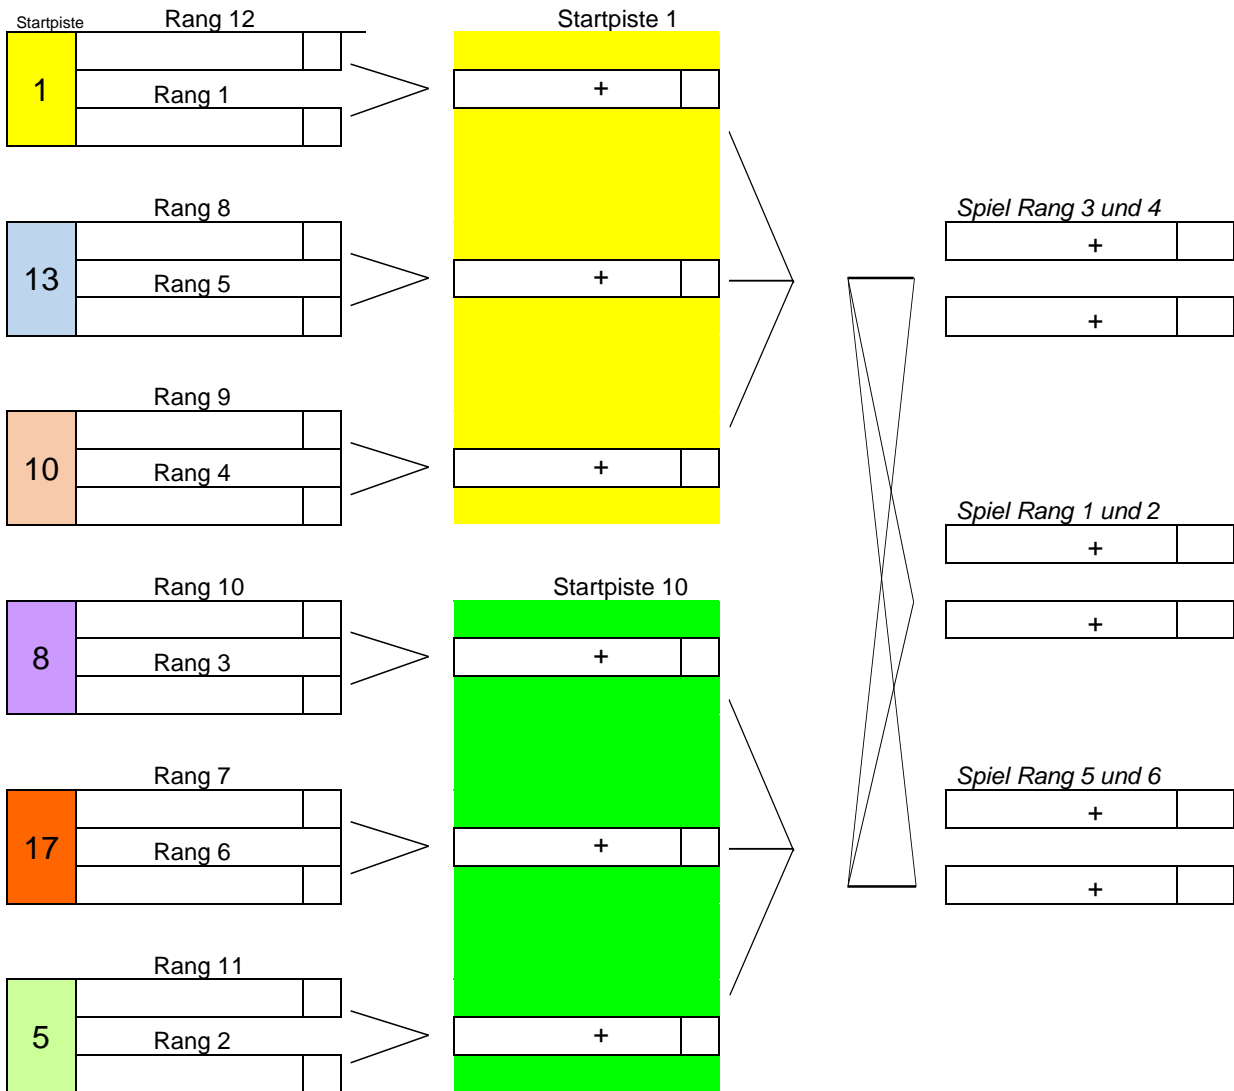 Startpiste Rang 12 Startpiste 1
1 + 
Rang 1
Rang 8 Spiel Rang 3 und 4
+
13 Rang 5 +
+
Rang 9
10 Rang 4 +
Spiel Rang 1 und 2
+
Rang 10 Startpiste 10
+
8 Rang 3 +
Rang 7 Spiel Rang 5 und 6
+
17 Rang 6 +
+
Rang 11
5 Rang 2 +